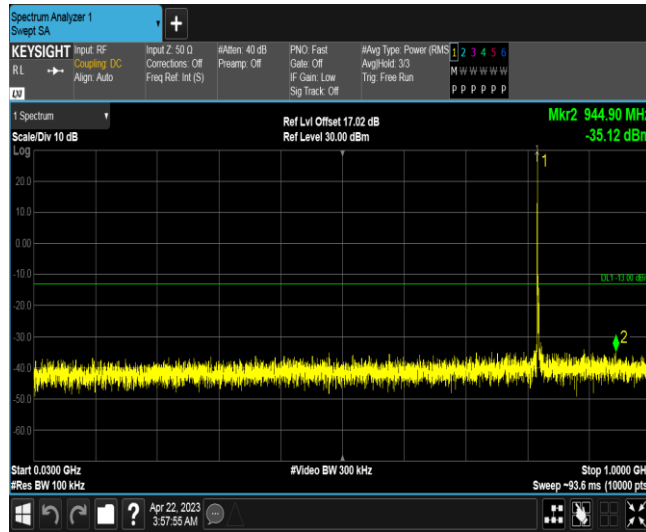 Spectrum Analyzer 1
Swept SA
KEYSIGHT
RL
LXI
Input: RF
Coupling: DC
Align: Auto
Input Z: 50 Ω
Corrections: Off
Freq Ref: Int (S)
#Atten: 40 dB
Preamp: Off
PNO: Fast
Gate: Off
IF Gain: Low
Sig Track: Off
#Avg Type: Power (RMS
Avg|Hold: 3/3
Trig: Free Run
1 2 3 4 5 6
M W W W W W
P P P P P P
1 Spectrum
Scale/Div 10 dB
Log
Ref Lvl Offset 17.02 dB
Ref Level 30.00 dBm
Mkr2 944.90 MHz
-35.12 dBm
1
20.0
10.0
0.00
-10.0
DL1 -13.00 dBm
-20.0
-30.0
2
-40.0
-50.0
-60.0
Start 0.0300 GHz
#Video BW 300 kHz
Stop 1.0000 GHz
#Res BW 100 kHz
Sweep ~93.6 ms (10000 pts
?
Apr 22, 2023
3:57:55 AM